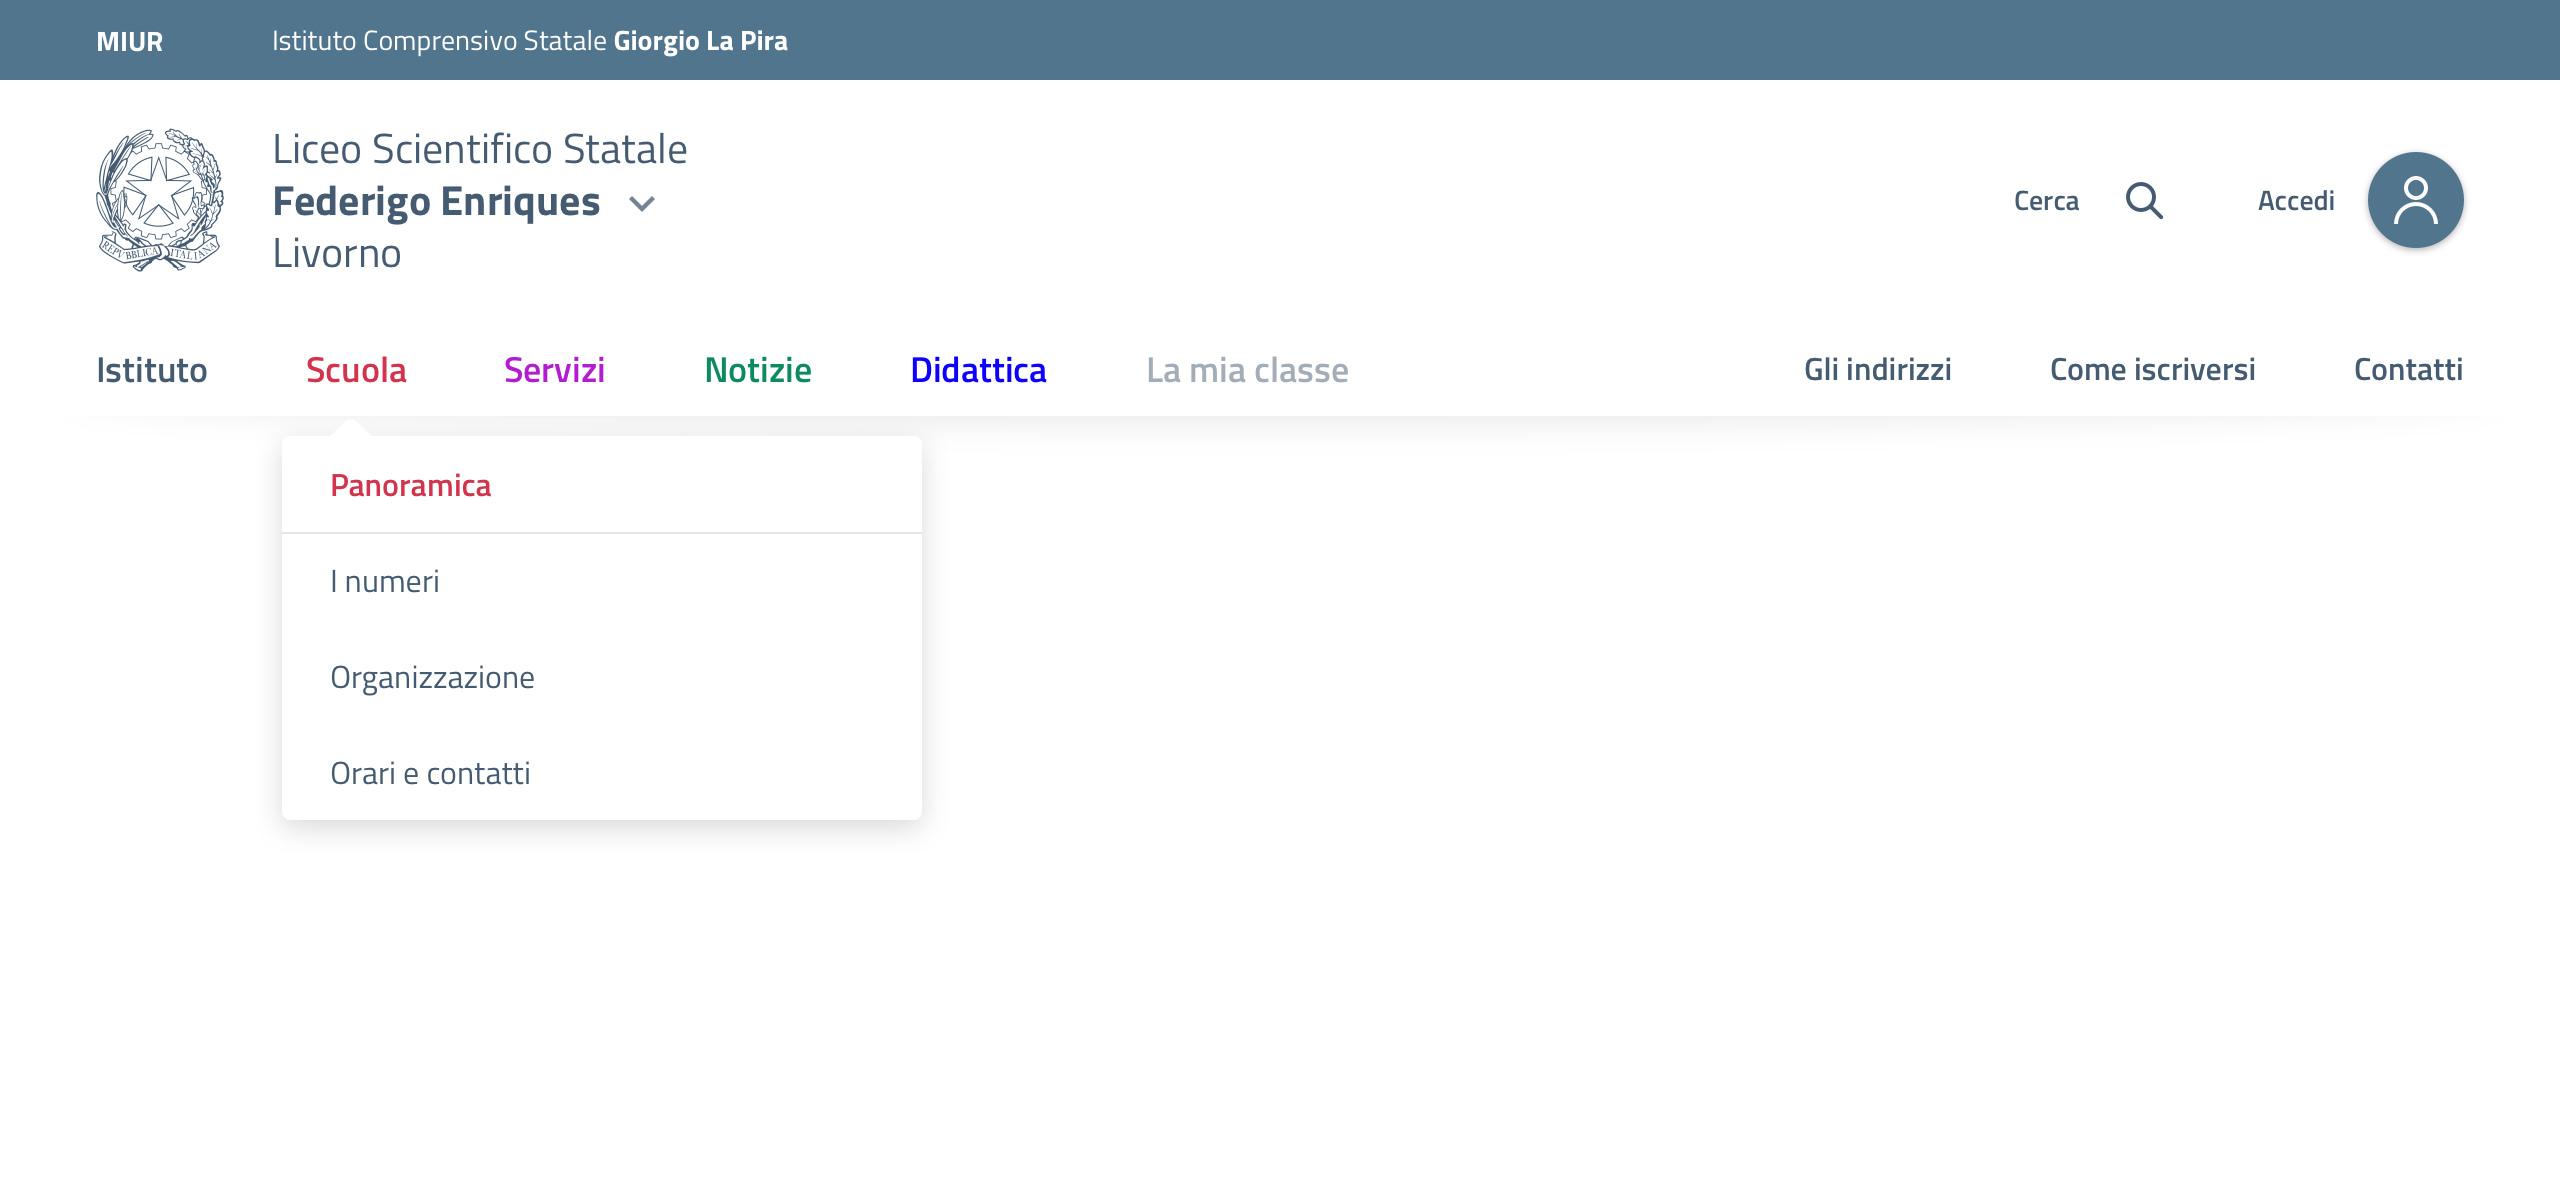 MIUR
Istituto Comprensivo Statale Giorgio La Pira
Liceo Scientifico Statale
Federigo Enriques
Livorno
REPVBBLICA ITALIANA
Cerca
Accedi
Istituto
Scuola
Servizi
Notizie
Didattica
La mia classe
Gli indirizzi
Come iscriversi
Contatti
Panoramica
I numeri
Organizzazione
Orari e contatti